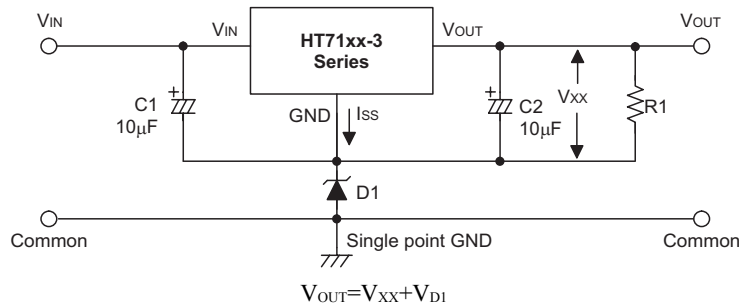 VIN
VIN
HT71xx-3
Series
VOUT
VOUT
C1
10μF
GND
ISS
C2
10μF
VXX
R1
D1
Common
Single point GND
Common
VOUT=VXX+VD1